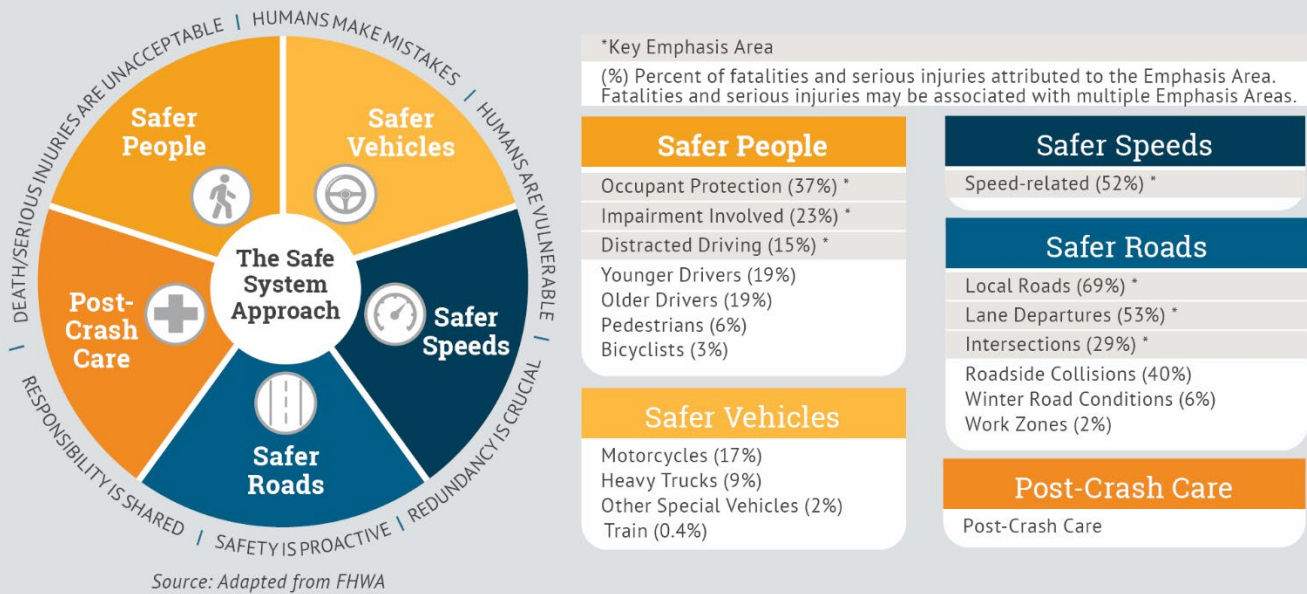 DEATH/SERIOUS INJURIES ARE UNACCEPTABLE | HUMANS MAKE MISTAKES | HUMANS ARE VULNERABLE | REDUNDANCY IS CRUCIAL | SAFETY IS PROACTIVE | RESPONSIBILITY IS SHARED |
Safer
People
Safer
Vehicles
The Safe
System
Approach
Post-
Crash
Care
Safer
Speeds
Safer
Roads
Source: Adapted from FHWA
*Key Emphasis Area
(%) Percent of fatalities and serious injuries attributed to the Emphasis Area.
Fatalities and serious injuries may be associated with multiple Emphasis Areas.
Safer People
Occupant Protection (37%) *
Impairment Involved (23%) *
Distracted Driving (15%) *
Younger Drivers (19%)
Older Drivers (19%)
Pedestrians (6%)
Bicyclists (3%)
Safer Vehicles
Motorcycles (17%)
Heavy Trucks (9%)
Other Special Vehicles (2%)
Train (0.4%)
Safer Speeds
Speed-related (52%) *
Safer Roads
Local Roads (69%) *
Lane Departures (53%) *
Intersections (29%) *
Roadside Collisions (40%)
Winter Road Conditions (6%)
Work Zones (2%)
Post-Crash Care
Post-Crash Care